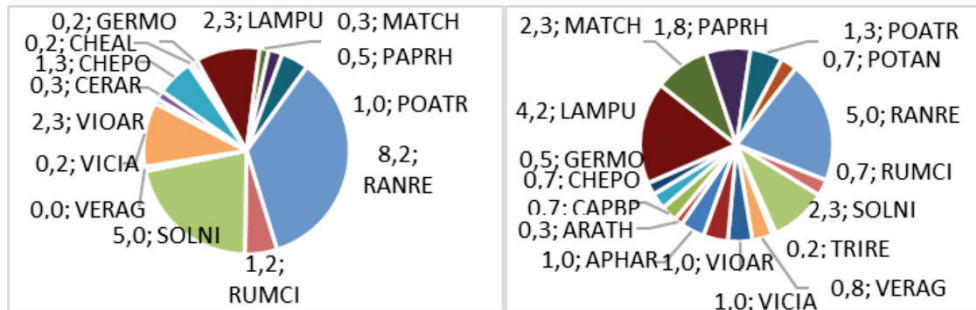 0,2; GERMO
2,3; LAMPU
0,3; MATCH
0,2; CHEAL
0,5; PAPRH
1,3; CHEPO
0,3; CERAR
1,0; POATR
2,3; VIOAR
8,2;
RANRE
0,2; VICIA
0,0; VERAG
5,0; SOLNI
1,2;
RUMCI
2,3; MATCH
1,8; PAPRH
1,3; POATR
0,7; POTAN
4,2; LAMPU
5,0; RANRE
0,5; GERMO
0,7; CHEPO
0,7; RUMCI
0,7; CAPBP
2,3; SOLNI
0,3; ARATH
0,2; TRIRE
1,0; APHAR
1,0; VIOAR
0,8; VERAG
1,0; VICIA